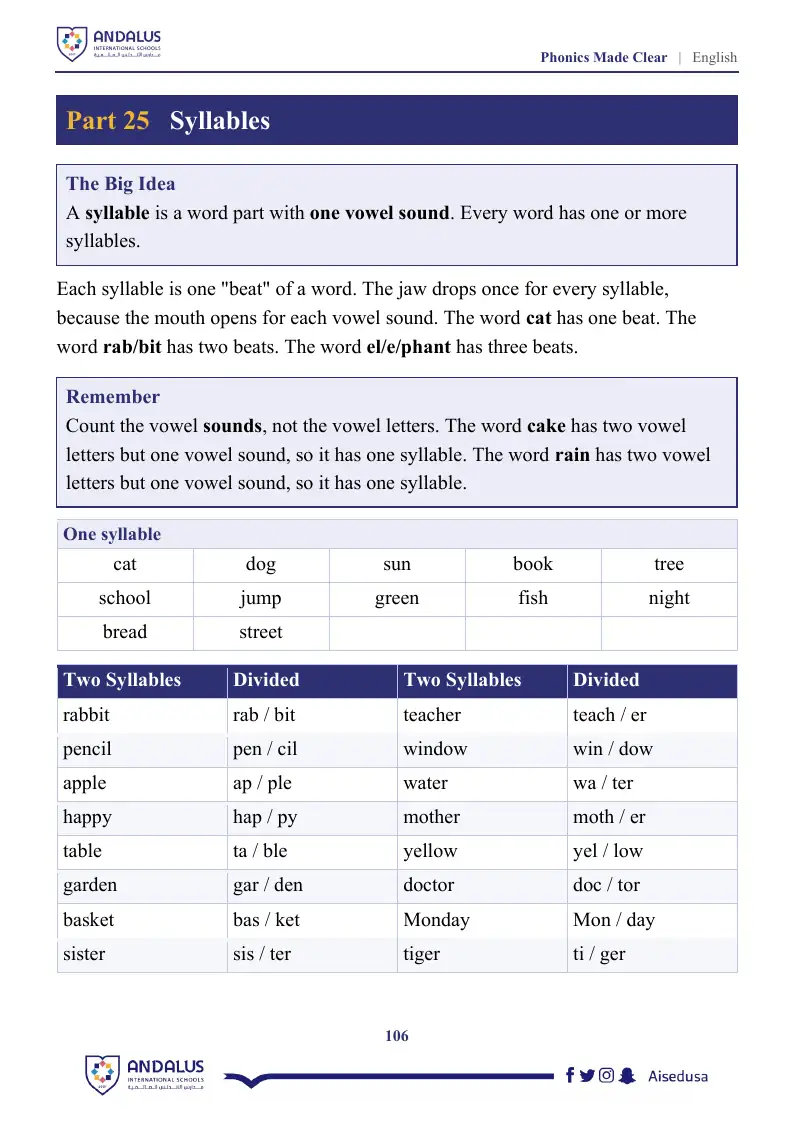 ANDALUS
INTERNATIONAL SCHOOLS
مدارس الأندلس العالمية
Phonics Made Clear | English
Part 25 Syllables
The Big Idea
A syllable is a word part with one vowel sound. Every word has one or more
syllables.
Each syllable is one "beat" of a word. The jaw drops once for every syllable,
because the mouth opens for each vowel sound. The word cat has one beat. The
word rab/bit has two beats. The word el/e/phant has three beats.
Remember
Count the vowel sounds, not the vowel letters. The word cake has two vowel
letters but one vowel sound, so it has one syllable. The word rain has two vowel
letters but one vowel sound, so it has one syllable.
One syllable
cat dog sun book tree
school jump green fish night
bread street
Two Syllables Divided Two Syllables Divided
rabbit rab / bit teacher teach / er
pencil pen / cil window win / dow
apple ap / ple water wa / ter
happy hap / py mother moth / er
table ta / ble yellow yel / low
garden gar / den doctor doc / tor
basket bas / ket Monday Mon / day
sister sis / ter tiger ti / ger
106
ANDALUS
INTERNATIONAL SCHOOLS
مدارس الأندلس العالمية
Aisedusa